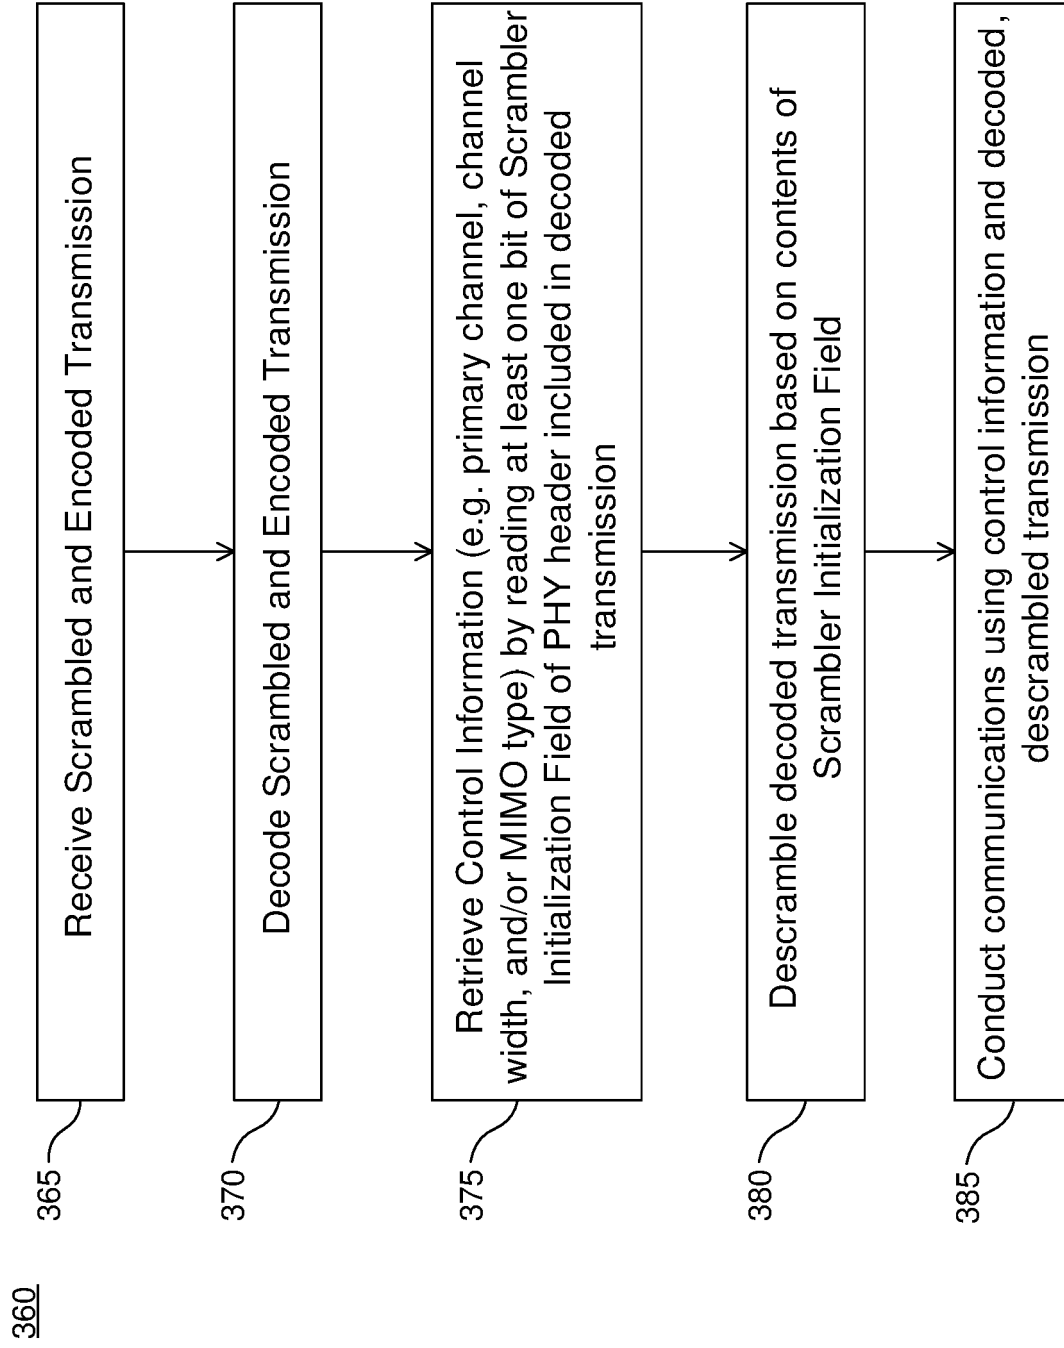 360
365
Receive Scrambled and Encoded Transmission
370
Decode Scrambled and Encoded Transmission
375
Retrieve Control Information (e.g. primary channel, channel
width, and/or MIMO type) by reading at least one bit of Scrambler
Initialization Field of PHY header included in decoded
transmission
380
Descramble decoded transmission based on contents of
Scrambler Initialization Field
385
Conduct communications using control information and decoded,
descrambled transmission